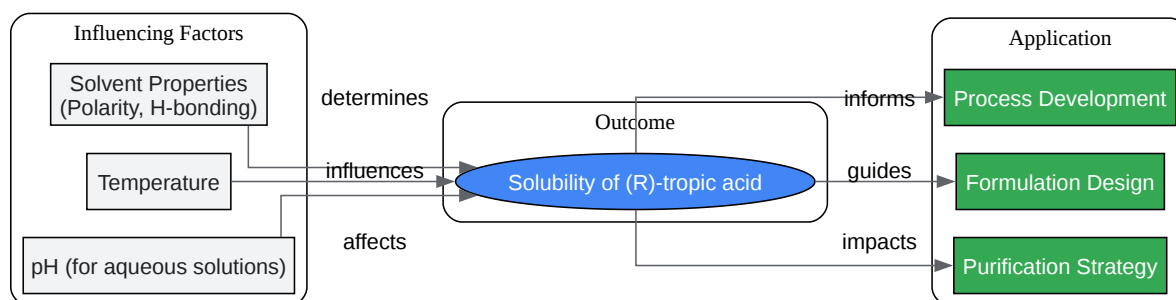 Influencing Factors
Solvent Properties
(Polarity, H-bonding)
Temperature
pH (for aqueous solutions)
determines
influences
affects
Outcome
Solubility of (R)-tropic acid
informs
guides
impacts
Application
Process Development
Formulation Design
Purification Strategy